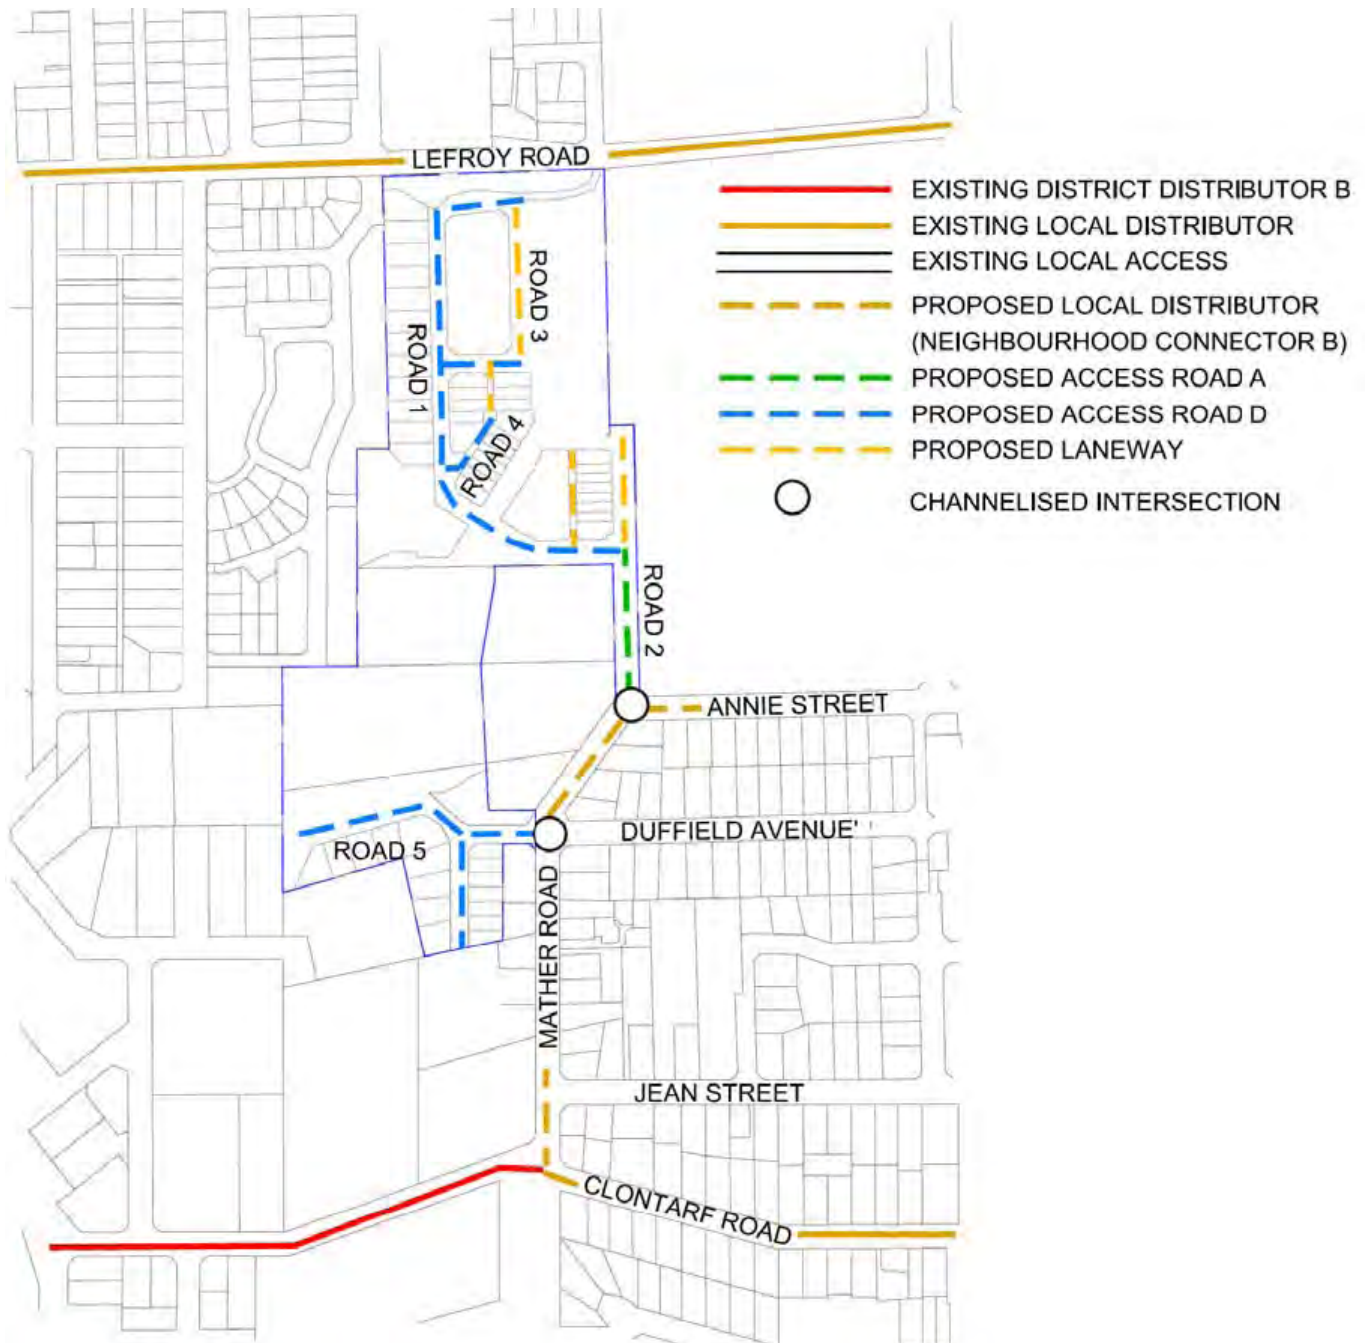 LEFROY ROAD
EXISTING DISTRICT DISTRIBUTOR B
EXISTING LOCAL DISTRIBUTOR
EXISTING LOCAL ACCESS
PROPOSED LOCAL DISTRIBUTOR
(NEIGHBOURHOOD CONNECTOR B)
PROPOSED ACCESS ROAD A
PROPOSED ACCESS ROAD D
PROPOSED LANEWAY
CHANNELISED INTERSECTION
ROAD 3
ROAD 1
ROAD 4
ROAD 2
ANNIE STREET
DUFFIELD AVENUE'
ROAD 5
MATHER ROAD
JEAN STREET
CLONTARF ROAD